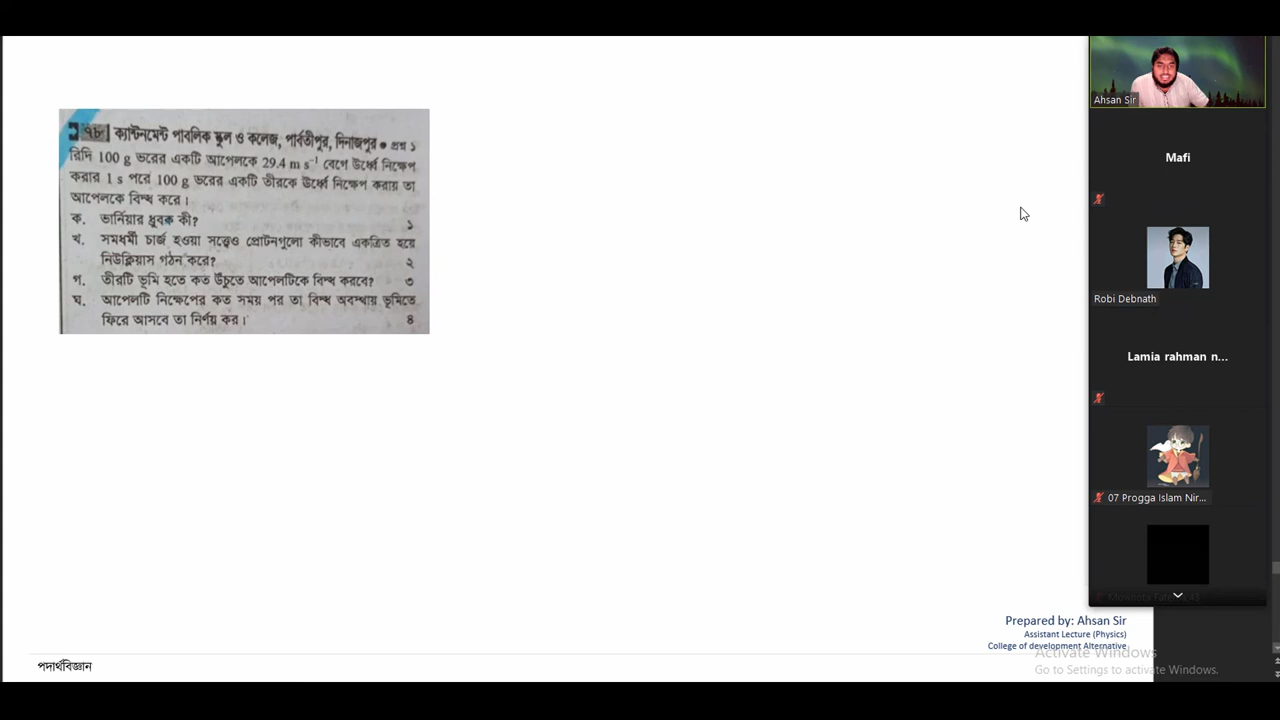 ৭৮ ক্যান্টনমেন্ট পাবলিক স্কুল ও কলেজ, পার্বতীপুর, দিনাজপুর ● প্রশ্ন ১
রিদি 100 g ভরের একটি আপেলকে 29.4 m s⁻¹ বেগে উর্ধ্বে নিক্ষেপ
করার 1 s পরে 100 g ভরের একটি তীরকে উর্ধ্বে নিক্ষেপ করায় তা
আপেলকে বিদ্ধ করে।
ক. ভার্নিয়ার ধ্রুবক কী? ১
খ. সমধর্মী চার্জ হওয়া সত্ত্বেও প্রোটনগুলো কীভাবে একত্রিত হয়ে
নিউক্লিয়াস গঠন করে? ২
গ. তীরটি ভূমি হতে কত উঁচুতে আপেলটিকে বিদ্ধ করবে? ৩
ঘ. আপেলটি নিক্ষেপের কত সময় পর তা বিদ্ধ অবস্থায় ভূমিতে
ফিরে আসবে তা নির্ণয় কর। ৪
Ahsan Sir
Mafi
Robi Debnath
Lamia rahman n...
07 Progga Islam Nir...
Prepared by: Ahsan Sir
Assistant Lecture (Physics)
College of development Alternative
Activate Windows
Go to Settings to activate Windows.
পদার্থবিজ্ঞান